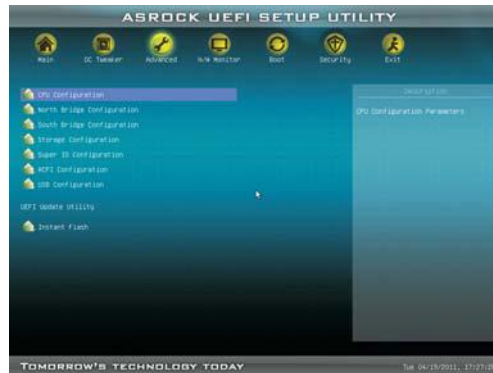 ASROCK UEFI SETUP UTILITY
Main OC Tweaker Advanced H/W Monitor Boot Security Exit
Description
CPU Configuration
CPU Configuration Parameters
North Bridge Configuration
South Bridge Configuration
Storage Configuration
Super IO Configuration
ACPI Configuration
USB Configuration
UEFI Update Utility
Instant Flash
TOMORROW'S TECHNOLOGY TODAY
Tue 04/19/2011,